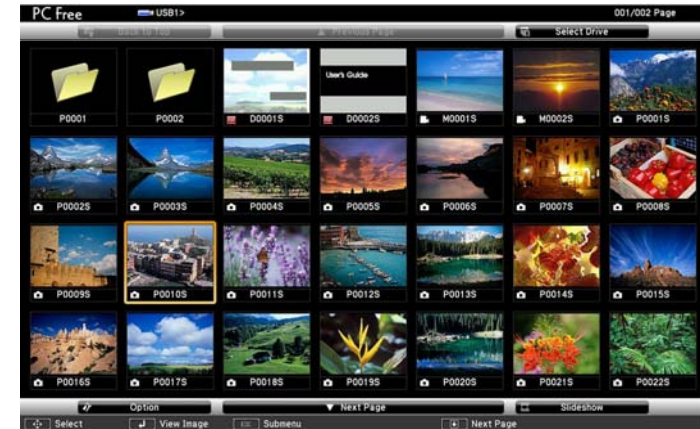 PC Free USB1> 001/002 Page
Back to Top ▲ Previous Page Select Drive
User's Guide
P0001 P0002 D0001S D0002S M0001S M0002S P0001S
P0002S P0003S P0004S P0005S P0006S P0007S P0008S
P0009S P0010S P0011S P0012S P0013S P0014S P0015S
P0016S P0017S P0018S P0019S P0020S P0021S P0022S
Option ▼ Next Page Slideshow
Select View Image Submenu Next Page